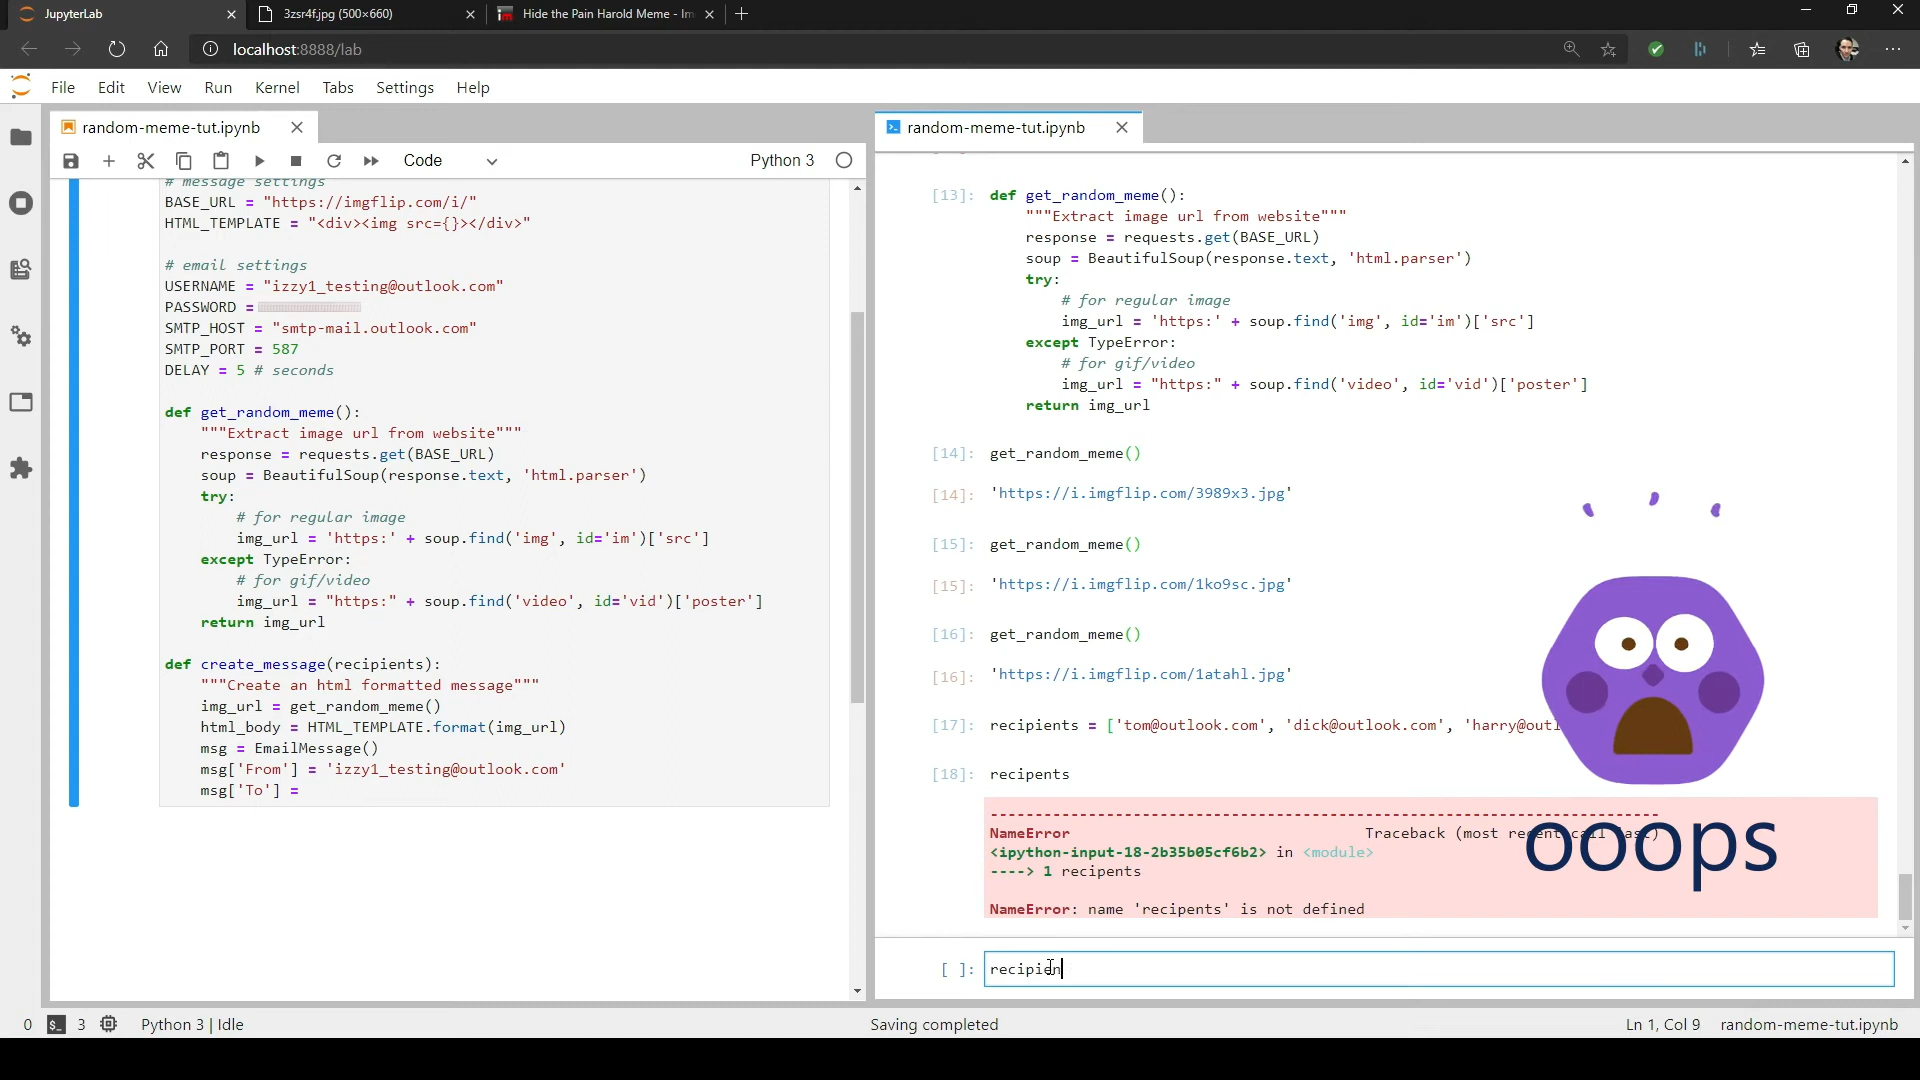 JupyterLab
3zsr4f.jpg (500×660)
Hide the Pain Harold Meme - Im
localhost:8888/lab
File Edit View Run Kernel Tabs Settings Help
random-meme-tut.ipynb
Code
Python 3
# message settings
BASE_URL = "https://imgflip.com/i/"
HTML_TEMPLATE = "<div><img src={}></div>"
# email settings
USERNAME = "izzy1_testing@outlook.com"
PASSWORD =
SMTP_HOST = "smtp-mail.outlook.com"
SMTP_PORT = 587
DELAY = 5 # seconds
def get_random_meme():
"""Extract image url from website"""
response = requests.get(BASE_URL)
soup = BeautifulSoup(response.text, 'html.parser')
try:
# for regular image
img_url = 'https:' + soup.find('img', id='im')['src']
except TypeError:
# for gif/video
img_url = "https:" + soup.find('video', id='vid')['poster']
return img_url
def create_message(recipients):
"""Create an html formatted message"""
img_url = get_random_meme()
html_body = HTML_TEMPLATE.format(img_url)
msg = EmailMessage()
msg['From'] = 'izzy1_testing@outlook.com'
msg['To'] =
random-meme-tut.ipynb
[13]: def get_random_meme():
"""Extract image url from website"""
response = requests.get(BASE_URL)
soup = BeautifulSoup(response.text, 'html.parser')
try:
# for regular image
img_url = 'https:' + soup.find('img', id='im')['src']
except TypeError:
# for gif/video
img_url = "https:" + soup.find('video', id='vid')['poster']
return img_url
[14]: get_random_meme()
[14]: 'https://i.imgflip.com/3989x3.jpg'
[15]: get_random_meme()
[15]: 'https://i.imgflip.com/1ko9sc.jpg'
[16]: get_random_meme()
[16]: 'https://i.imgflip.com/1atahl.jpg'
[17]: recipients = ['tom@outlook.com', 'dick@outlook.com', 'harry@outl
[18]: recipents
NameError Traceback (most recent call last)
<ipython-input-18-2b35b05cf6b2> in <module>
----> 1 recipents
NameError: name 'recipents' is not defined
ooops
[ ]: recipien
0 3 Python 3 | Idle
Saving completed
Ln 1, Col 9 random-meme-tut.ipynb